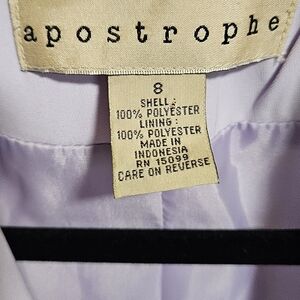 apostrophe
8
SHELL:
100% POLYESTER
LINING:
100% POLYESTER
MADE IN
INDONESIA
RN 15099
CARE ON REVERSE